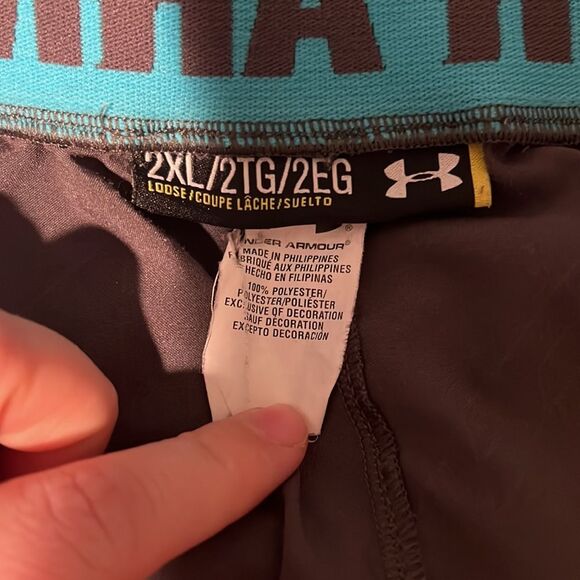 2XL/2TG/2EG
LOOSE/COUPE LÂCHE/SUELTO
ARMOUR®
MADE IN PHILIPPINES
FABRIQUÉ AUX PHILIPPINES
HECHO EN FILIPINAS
100% POLYESTER/
POLYESTER/POLIÉSTER
EXCLUSIVE OF DECORATION
SAUF DÉCORATION
EXCEPTO DECORACIÓN